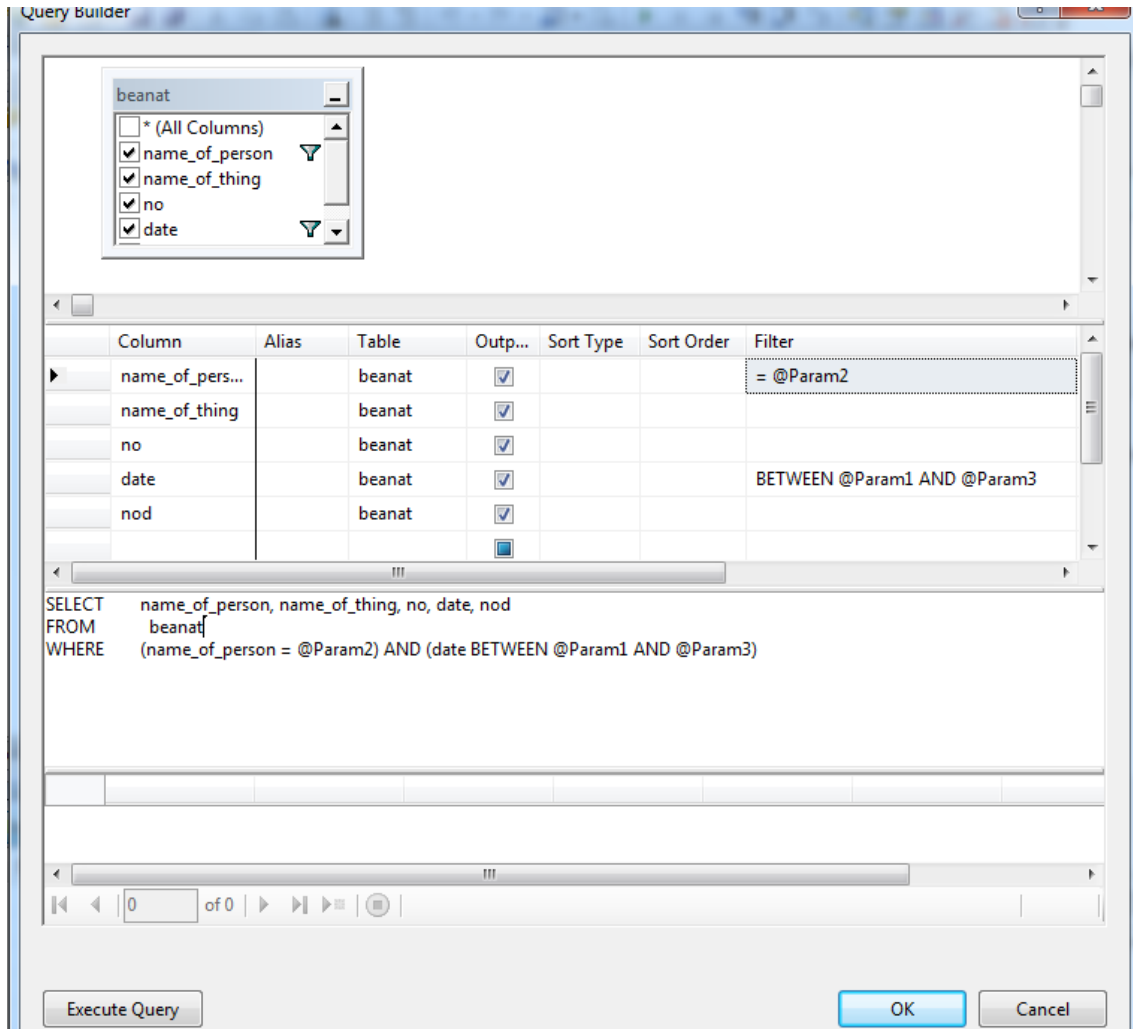 Query Builder
beanat
* (All Columns)
name_of_person
name_of_thing
no
date
Column Alias Table Outp... Sort Type Sort Order Filter
name_of_pers... beanat = @Param2
name_of_thing beanat
no beanat
date beanat BETWEEN @Param1 AND @Param3
nod beanat
SELECT name_of_person, name_of_thing, no, date, nod
FROM beanat
WHERE (name_of_person = @Param2) AND (date BETWEEN @Param1 AND @Param3)
0 of 0
Execute Query OK Cancel